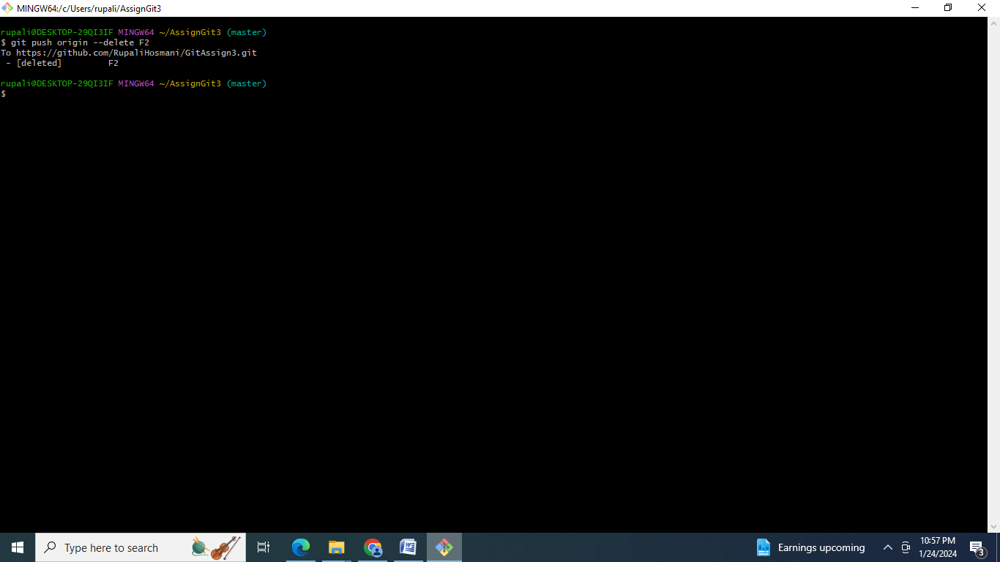 MINGW64:/c/Users/rupali/AssignGit3
rupali@DESKTOP-29QI3IF MINGW64 ~/AssignGit3 (master)
$ git push origin --delete F2
To https://github.com/RupaliHosmani/GitAssign3.git
 - [deleted]         F2
rupali@DESKTOP-29QI3IF MINGW64 ~/AssignGit3 (master)
$
Type here to search
W
Earnings upcoming
10:57 PM
1/24/2024
3